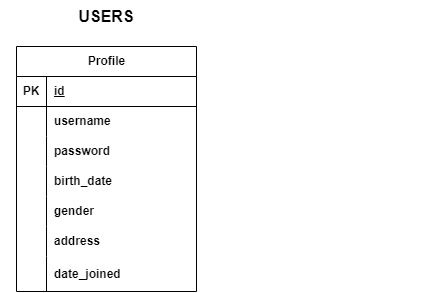 USERS
Profile
PK id
username
password
birth_date
gender
address
date_joined